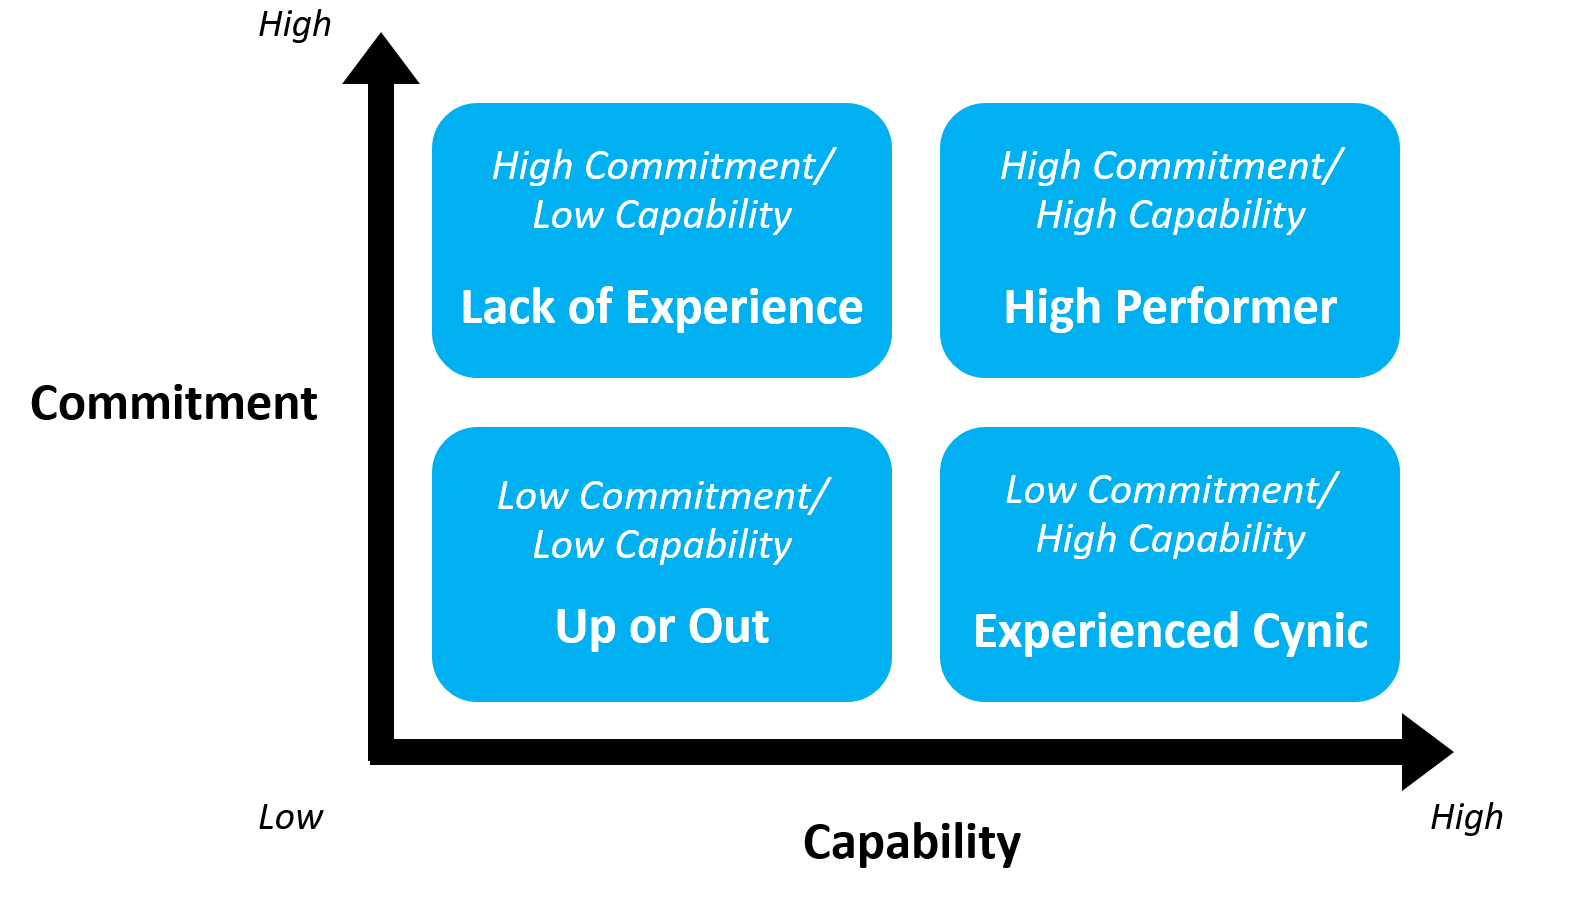 High
High Commitment/
Low Capability
Lack of Experience
High Commitment/
High Capability
High Performer
Commitment
Low Commitment/
Low Capability
Up or Out
Low Commitment/
High Capability
Experienced Cynic
Low
Capability
High